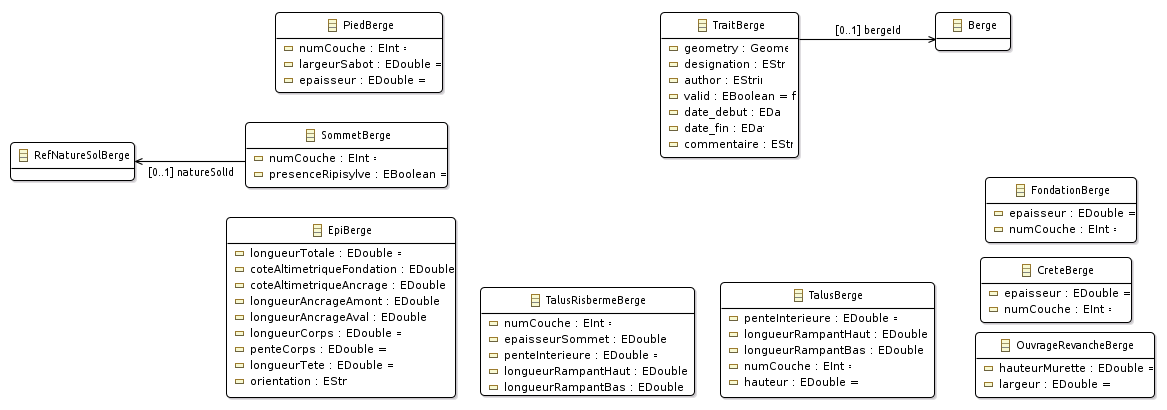 PiedBerge
numCouche : EInt =
largeurSabot : EDouble =
epaisseur : EDouble =
TraitBerge
geometry : Geome
designation : EStr
author : EStri
valid : EBoolean = f
date_debut : EDa
date_fin : EDa
commentaire : EStr
[0..1] bergeId
Berge
RefNatureSolBerge
[0..1] natureSolId
SommetBerge
numCouche : EInt =
presenceRipisylve : EBoolean =
EpiBerge
longueurTotale : EDouble =
coteAltimetriqueFondation : EDouble
coteAltimetriqueAncrage : EDouble
longueurAncrageAmont : EDouble
longueurAncrageAval : EDouble
longueurCorps : EDouble =
penteCorps : EDouble =
longueurTete : EDouble =
orientation : EStr
TalusRisbermeBerge
numCouche : EInt =
epaisseurSommet : EDouble
penteInterieure : EDouble =
longueurRampantHaut : EDouble
longueurRampantBas : EDouble
TalusBerge
penteInterieure : EDouble =
longueurRampantHaut : EDouble
longueurRampantBas : EDouble
numCouche : EInt =
hauteur : EDouble =
FondationBerge
epaisseur : EDouble =
numCouche : EInt =
CreteBerge
epaisseur : EDouble =
numCouche : EInt =
OuvrageRevancheBerge
hauteurMurette : EDouble =
largeur : EDouble =